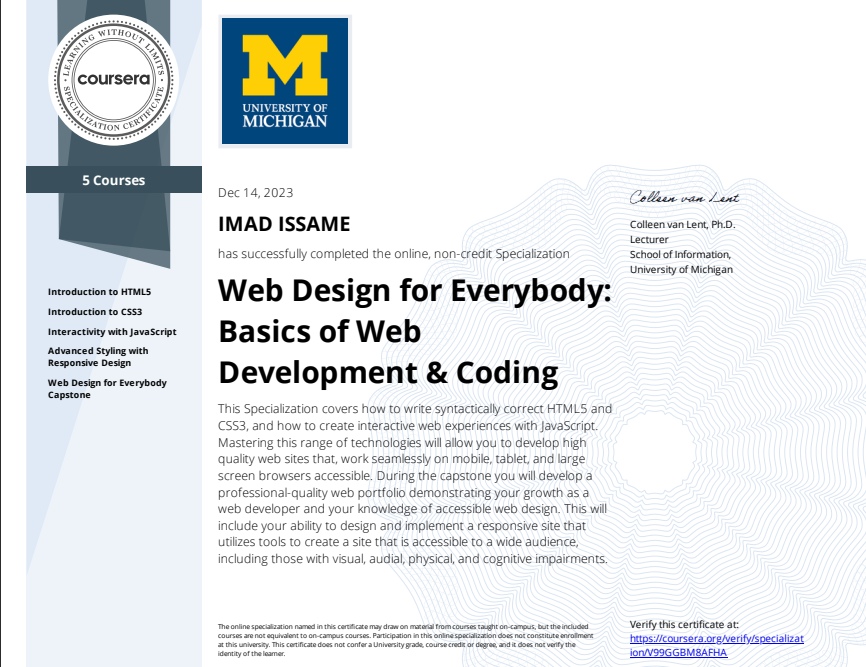 LEARNING WITHOUT LIMITS
coursera
SPECIALIZATION CERTIFICATE
5 Courses
Introduction to HTML5
Introduction to CSS3
Interactivity with JavaScript
Advanced Styling with
Responsive Design
Web Design for Everybody
Capstone
M
UNIVERSITY OF
MICHIGAN
Dec 14, 2023
IMAD ISSAME
has successfully completed the online, non-credit Specialization
Web Design for Everybody:
Basics of Web
Development & Coding
This Specialization covers how to write syntactically correct HTML5 and
CSS3, and how to create interactive web experiences with JavaScript.
Mastering this range of technologies will allow you to develop high
quality web sites that, work seamlessly on mobile, tablet, and large
screen browsers accessible. During the capstone you will develop a
professional-quality web portfolio demonstrating your growth as a
web developer and your knowledge of accessible web design. This will
include your ability to design and implement a responsive site that
utilizes tools to create a site that is accessible to a wide audience,
including those with visual, audial, physical, and cognitive impairments.
Colleen van Lent
Colleen van Lent, Ph.D.
Lecturer
School of Information,
University of Michigan
The online specialization named in this certificate may draw on material from courses taught on-campus, but the included
courses are not equivalent to on-campus courses. Participation in this online specialization does not constitute enrollment
at this university. This certificate does not confer a University grade, course credit or degree, and it does not verify the
identity of the learner.
Verify this certificate at:
https://coursera.org/verify/specializat
ion/V99GGBM8AFHA